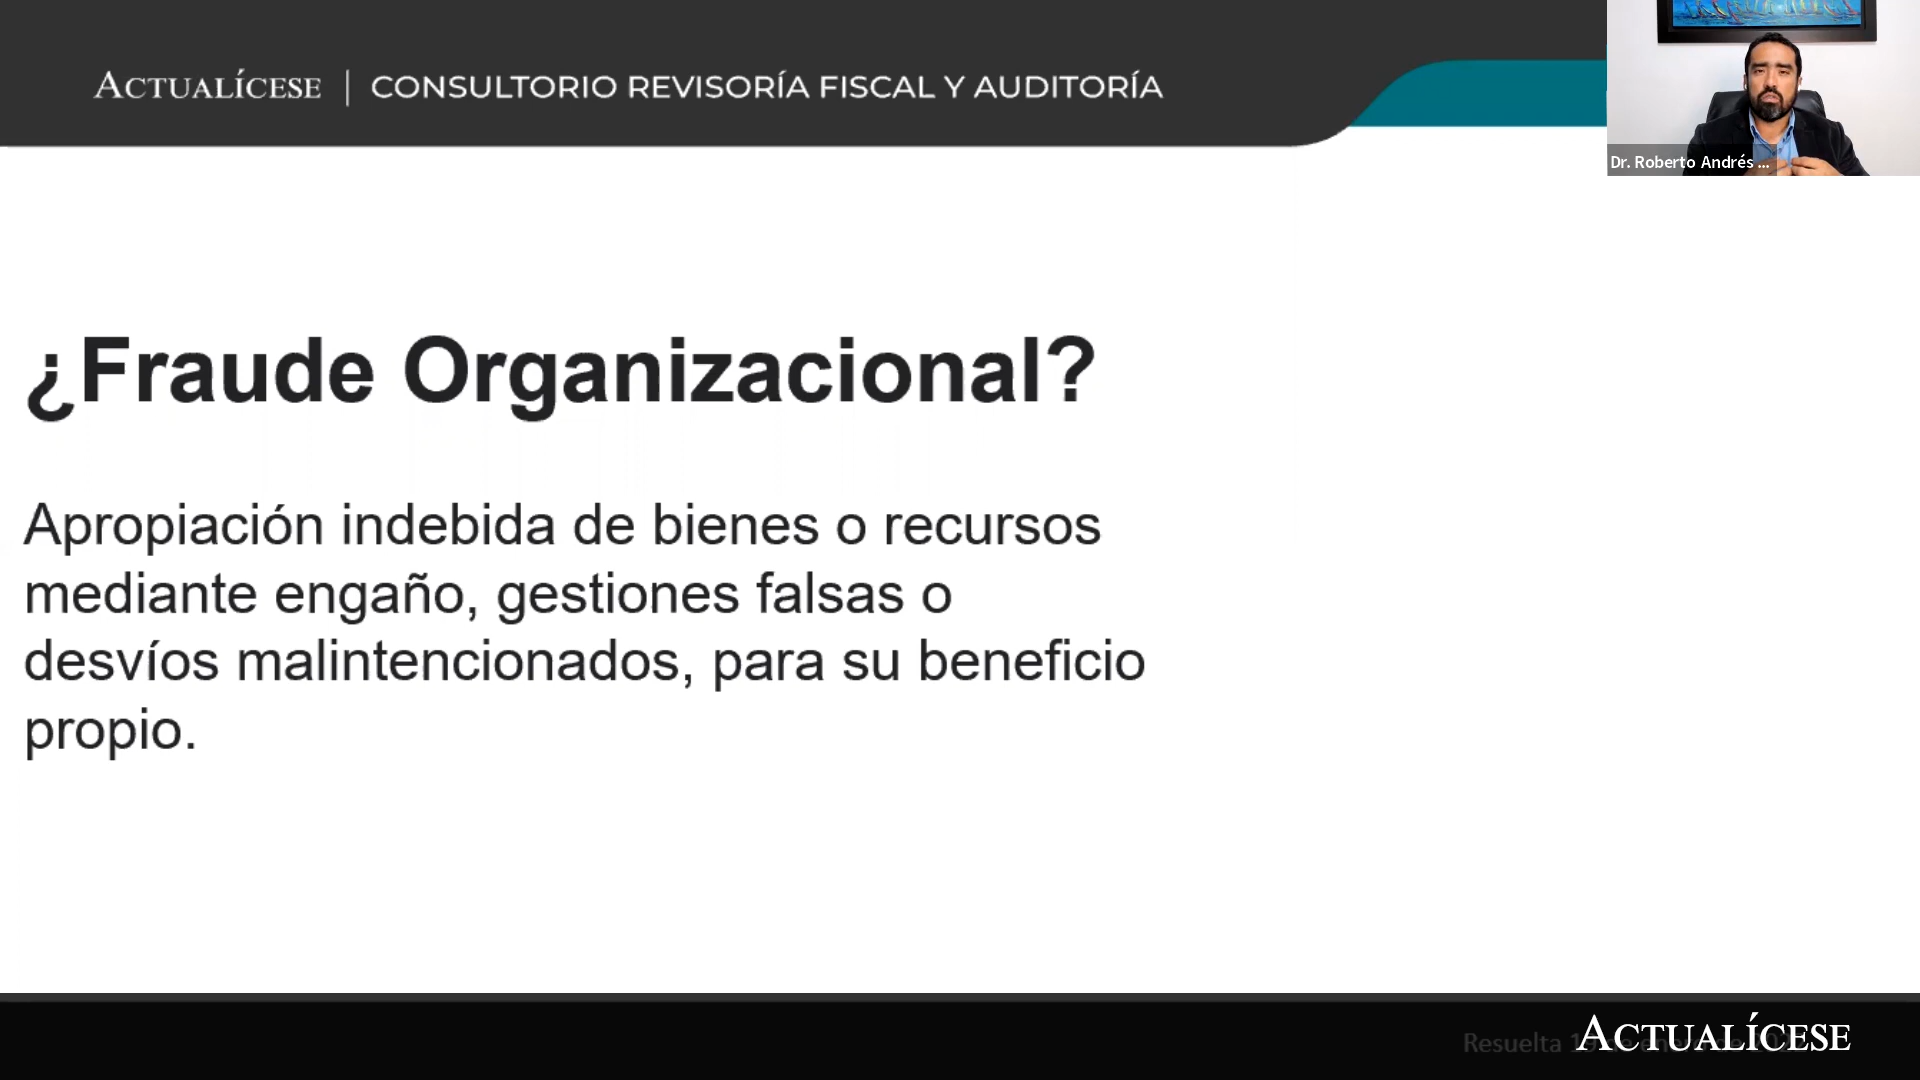 ACTUALÍCESE | CONSULTORIO REVISORÍA FISCAL Y AUDITORÍA
Dr. Roberto Andrés ...
¿Fraude Organizacional?
Apropiación indebida de bienes o recursos
mediante engaño, gestiones falsas o
desvíos malintencionados, para su beneficio
propio.
Resuelta
ACTUALÍCESE